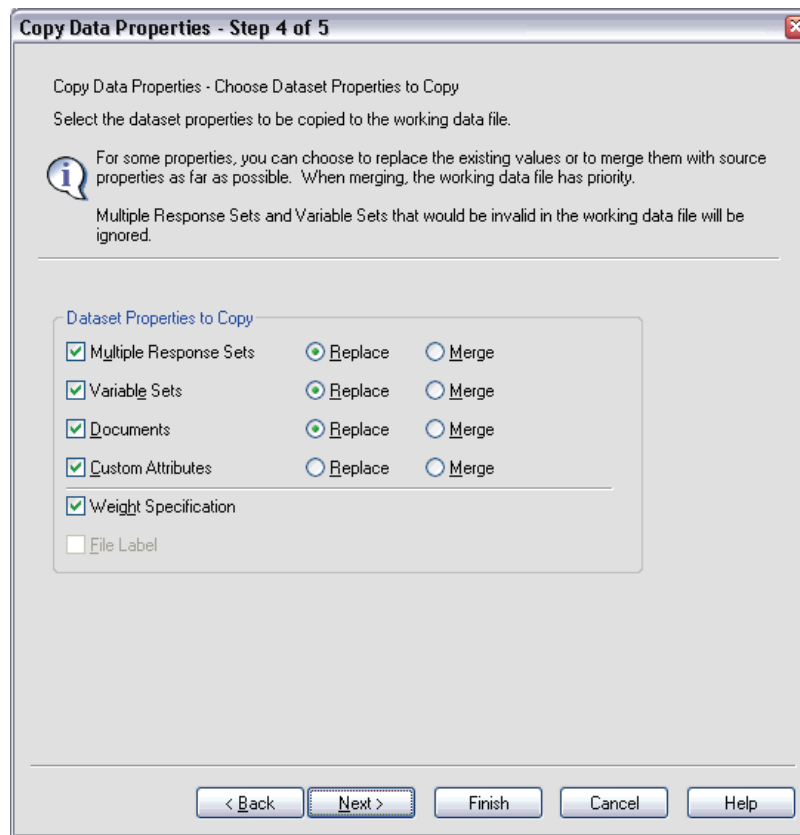 Copy Data Properties - Step 4 of 5
Copy Data Properties - Choose Dataset Properties to Copy
Select the dataset properties to be copied to the working data file.
For some properties, you can choose to replace the existing values or to merge them with source
properties as far as possible.  When merging, the working data file has priority.
Multiple Response Sets and Variable Sets that would be invalid in the working data file will be
ignored.
Dataset Properties to Copy
Multiple Response Sets Replace Merge
Variable Sets Replace Merge
Documents Replace Merge
Custom Attributes Replace Merge
Weight Specification
File Label
< Back Next > Finish Cancel Help